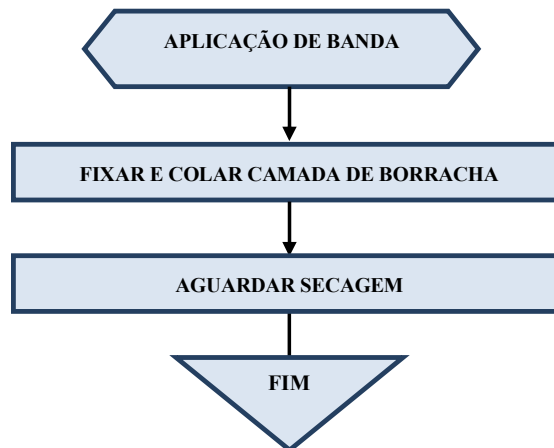 APLICAÇÃO DE BANDA
FIXAR E COLAR CAMADA DE BORRACHA
AGUARDAR SECAGEM
FIM